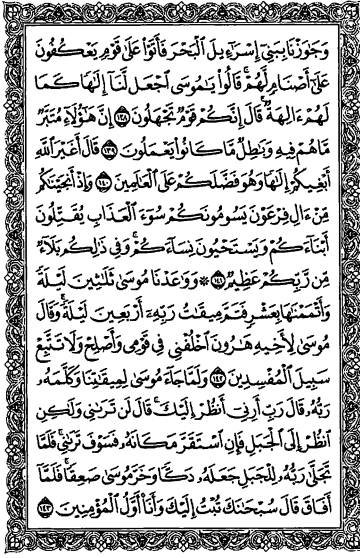 وَجَٰوَزْنَا بِبَنِىٓ إِسْرَٰٓءِيلَ ٱلْبَحْرَ فَأَتَوْا۟ عَلَىٰ قَوْمٍ يَعْكُفُونَ
عَلَىٰٓ أَصْنَامٍ لَّهُمْ ۚ قَالُوا۟ يَٰمُوسَى ٱجْعَل لَّنَآ إِلَٰهًا كَمَا
لَهُمْ ءَالِهَةٌ ۚ قَالَ إِنَّكُمْ قَوْمٌ تَجْهَلُونَ ١٣٨ إِنَّ هَٰٓؤُلَآءِ مُتَبَّرٌ
مَّا هُمْ فِيهِ وَبَٰطِلٌ مَّا كَانُوا۟ يَعْمَلُونَ ١٣٩ قَالَ أَغَيْرَ ٱللَّهِ
أَبْغِيكُمْ إِلَٰهًا وَهُوَ فَضَّلَكُمْ عَلَى ٱلْعَٰلَمِينَ ١٤٠ وَإِذْ أَنجَيْنَٰكُم
مِّنْ ءَالِ فِرْعَوْنَ يَسُومُونَكُمْ سُوٓءَ ٱلْعَذَابِ ۖ يُقَتِّلُونَ
أَبْنَآءَكُمْ وَيَسْتَحْيُونَ نِسَآءَكُمْ ۚ وَفِى ذَٰلِكُم بَلَآءٌ
مِّن رَّبِّكُمْ عَظِيمٌ ١٤١ ۞ وَوَٰعَدْنَا مُوسَىٰ ثَلَٰثِينَ لَيْلَةً
وَأَتْمَمْنَٰهَا بِعَشْرٍ فَتَمَّ مِيقَٰتُ رَبِّهِۦٓ أَرْبَعِينَ لَيْلَةً ۚ وَقَالَ
مُوسَىٰ لِأَخِيهِ هَٰرُونَ ٱخْلُفْنِى فِى قَوْمِى وَأَصْلِحْ وَلَا تَتَّبِعْ
سَبِيلَ ٱلْمُفْسِدِينَ ١٤٢ وَلَمَّا جَآءَ مُوسَىٰ لِمِيقَٰتِنَا وَكَلَّمَهُۥ
رَبُّهُۥ قَالَ رَبِّ أَرِنِىٓ أَنظُرْ إِلَيْكَ ۚ قَالَ لَن تَرَىٰنِى وَلَٰكِنِ
ٱنظُرْ إِلَى ٱلْجَبَلِ فَإِنِ ٱسْتَقَرَّ مَكَانَهُۥ فَسَوْفَ تَرَىٰنِى ۚ فَلَمَّا
تَجَلَّىٰ رَبُّهُۥ لِلْجَبَلِ جَعَلَهُۥ دَكًّا وَخَرَّ مُوسَىٰ صَعِقًا ۚ فَلَمَّآ
أَفَاقَ قَالَ سُبْحَٰنَكَ تُبْتُ إِلَيْكَ وَأَنَا۠ أَوَّلُ ٱلْمُؤْمِنِينَ ١٤٣